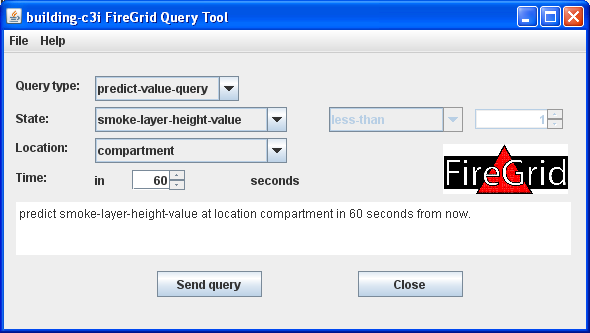 building-c3i FireGrid Query Tool
File Help
Query type: predict-value-query
State: smoke-layer-height-value less-than 1
Location: compartment
FireGrid
Time: in 60 seconds
predict smoke-layer-height-value at location compartment in 60 seconds from now.
Send query Close